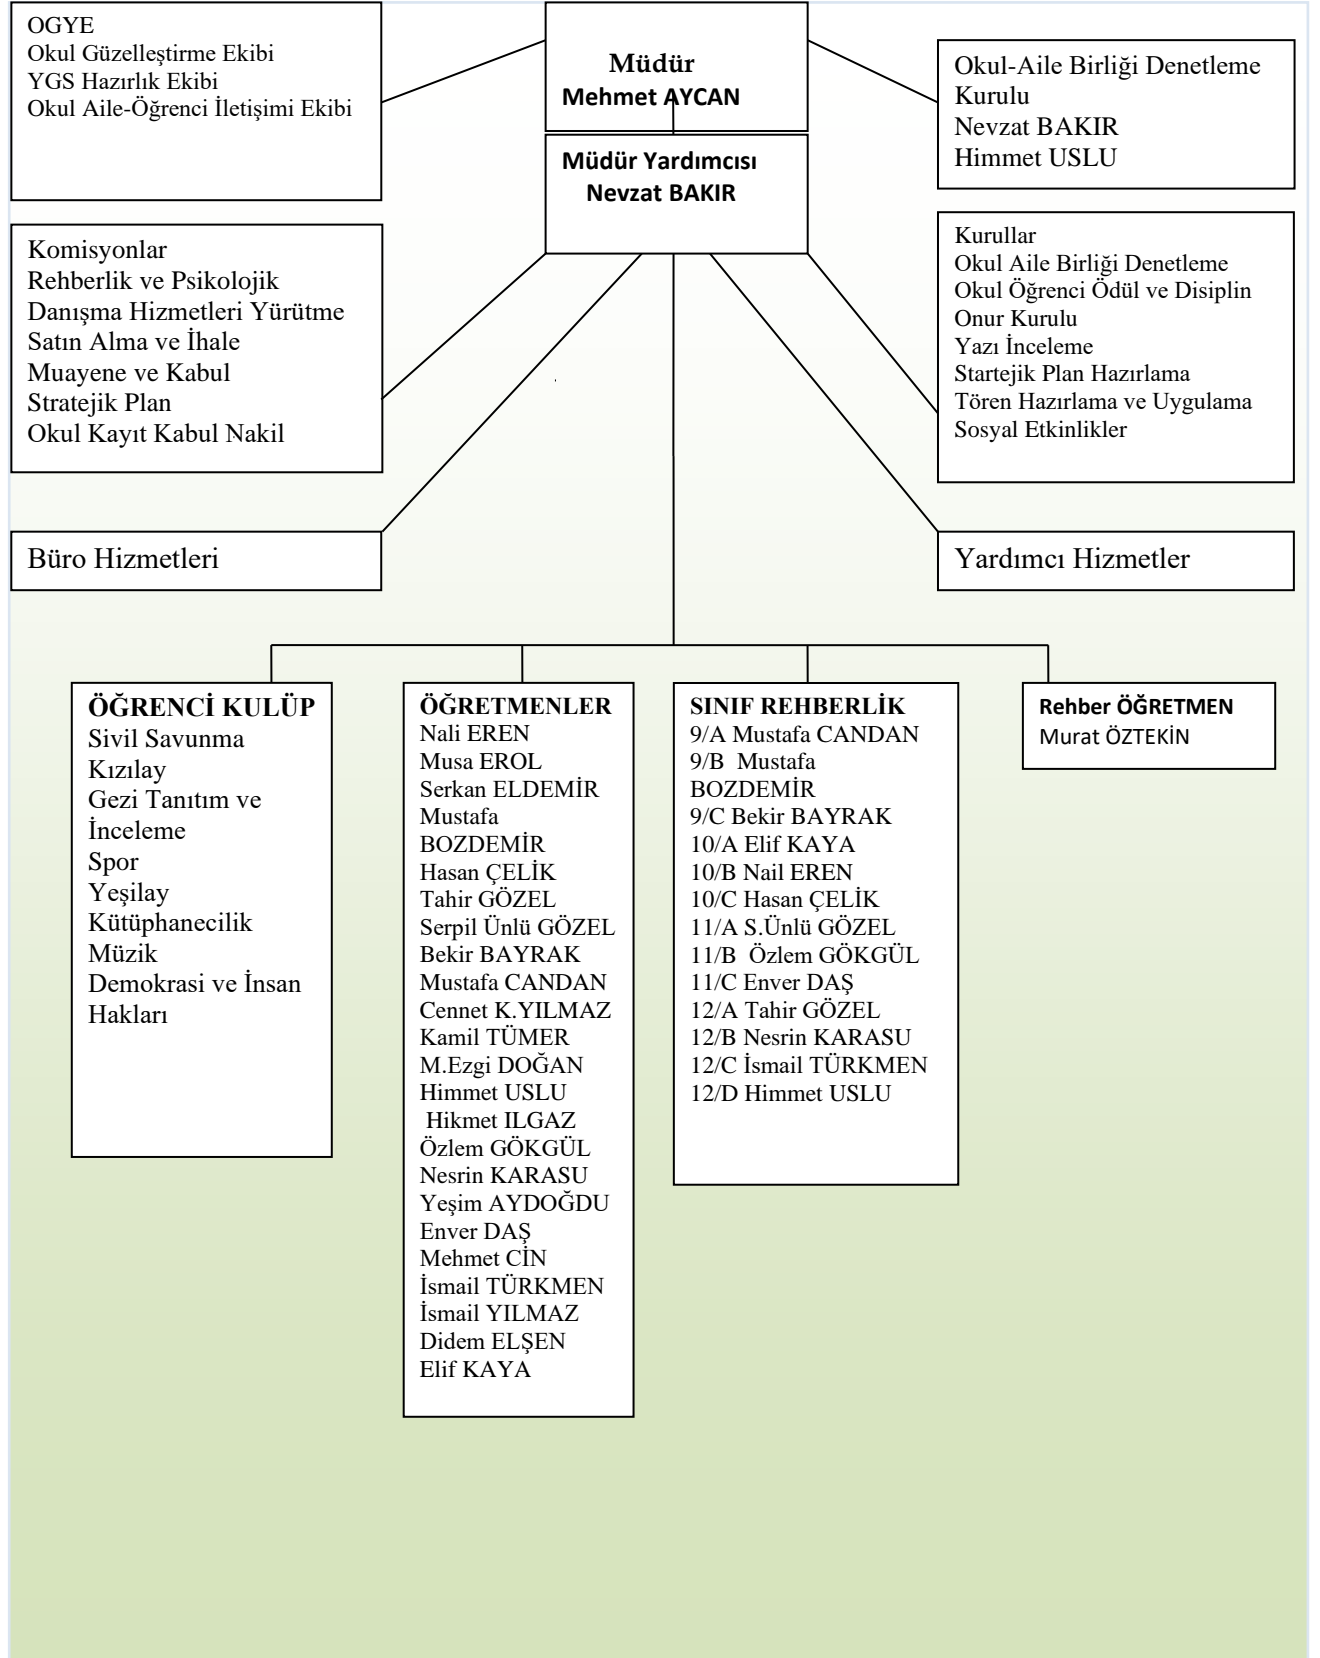 OGYE
Okul Güzelleştirme Ekibi
YGS Hazırlık Ekibi
Okul Aile-Öğrenci İletişimi Ekibi
Müdür
Mehmet AYCAN
Müdür Yardımcısı
Nevzat BAKIR
Okul-Aile Birliği Denetleme
Kurulu
Nevzat BAKIR
Himmet USLU
Komisyonlar
Rehberlik ve Psikolojik
Danışma Hizmetleri Yürütme
Satın Alma ve İhale
Muayene ve Kabul
Stratejik Plan
Okul Kayıt Kabul Nakil
Kurullar
Okul Aile Birliği Denetleme
Okul Öğrenci Ödül ve Disiplin
Onur Kurulu
Yazı İnceleme
Startejik Plan Hazırlama
Tören Hazırlama ve Uygulama
Sosyal Etkinlikler
Büro Hizmetleri
Yardımcı Hizmetler
ÖĞRENCİ KULÜP
Sivil Savunma
Kızılay
Gezi Tanıtım ve
İnceleme
Spor
Yeşilay
Kütüphanecilik
Müzik
Demokrasi ve İnsan
Hakları
ÖĞRETMENLER
Nali EREN
Musa EROL
Serkan ELDEMİR
Mustafa
BOZDEMİR
Hasan ÇELİK
Tahir GÖZEL
Serpil Ünlü GÖZEL
Bekir BAYRAK
Mustafa CANDAN
Cennet K.YILMAZ
Kamil TÜMER
M.Ezgi DOĞAN
Himmet USLU
Hikmet ILGAZ
Özlem GÖKGÜL
Nesrin KARASU
Yeşim AYDOĞDU
Enver DAŞ
Mehmet CİN
İsmail TÜRKMEN
İsmail YILMAZ
Didem ELŞEN
Elif KAYA
SINIF REHBERLİK
9/A Mustafa CANDAN
9/B  Mustafa
BOZDEMİR
9/C Bekir BAYRAK
10/A Elif KAYA
10/B Nail EREN
10/C Hasan ÇELİK
11/A S.Ünlü GÖZEL
11/B  Özlem GÖKGÜL
11/C Enver DAŞ
12/A Tahir GÖZEL
12/B Nesrin KARASU
12/C İsmail TÜRKMEN
12/D Himmet USLU
Rehber ÖĞRETMEN
Murat ÖZTEKİN